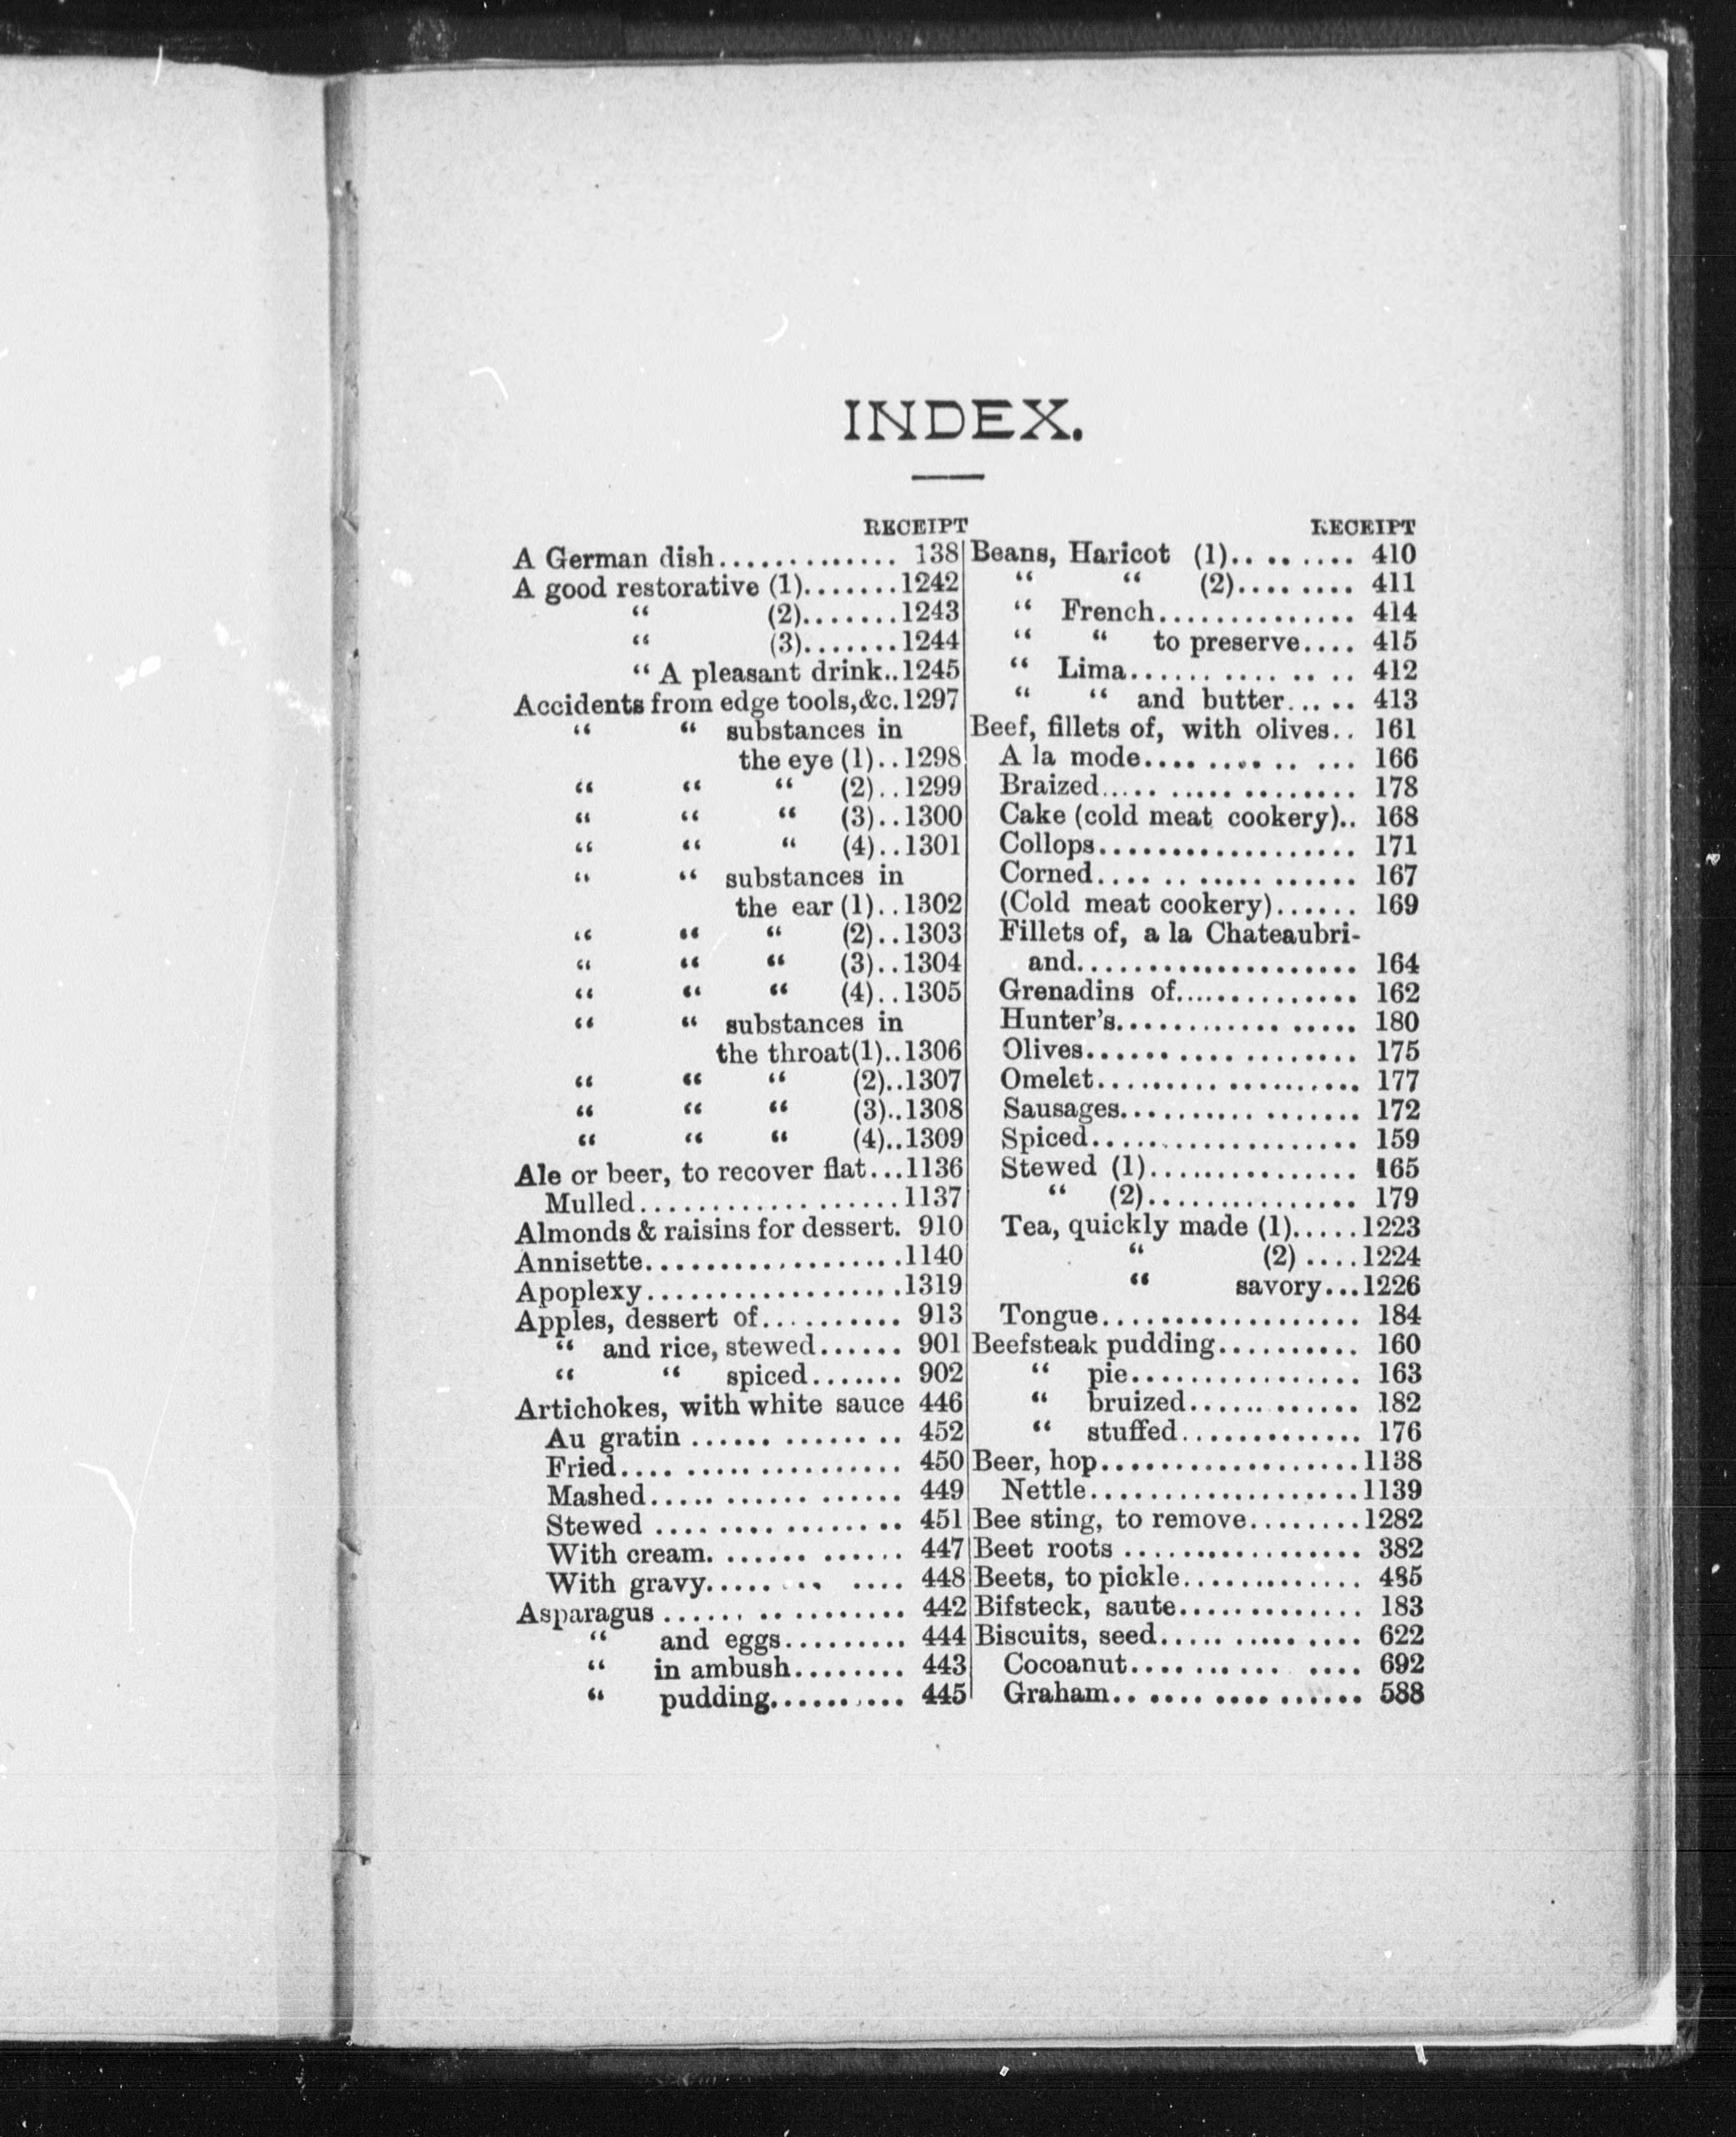 INDEX.
RECEIPT
A German dish.............. 138
A good restorative (1).......1242
“ (2).......1243
“ (3).......1244
“ A pleasant drink..1245
Accidents from edge tools,&c.1297
“ “ substances in
the eye (1)..1298
“ “ “ (2)..1299
“ “ “ (3)..1300
“ “ “ (4)..1301
“ “ substances in
the ear (1)..1302
“ “ “ (2)..1303
“ “ “ (3)..1304
“ “ “ (4)..1305
“ “ substances in
the throat(1)..1306
“ “ “ (2)..1307
“ “ “ (3)..1308
“ “ “ (4)..1309
Ale or beer, to recover flat...1136
Mulled..................1137
Almonds & raisins for dessert. 910
Annisette..................1140
Apoplexy..................1319
Apples, dessert of.......... 913
“ and rice, stewed...... 901
“ “ spiced....... 902
Artichokes, with white sauce 446
Au gratin .............. 452
Fried................... 450
Mashed................. 449
Stewed ................. 451
With cream. ............ 447
With gravy............ 448
Asparagus ................ 442
“ and eggs......... 444
“ in ambush........ 443
“ pudding.......... 445
RECEIPT
Beans, Haricot (1)......... 410
“ “ (2)........ 411
“ French.............. 414
“ “ to preserve.... 415
“ Lima.............. 412
“ “ and butter..... 413
Beef, fillets of, with olives.. 161
A la mode............. 166
Braized.................. 178
Cake (cold meat cookery).. 168
Collops.................. 171
Corned................. 167
(Cold meat cookery)...... 169
Fillets of, a la Chateaubri-
and.................... 164
Grenadins of............. 162
Hunter's................. 180
Olives................... 175
Omelet.................. 177
Sausages................. 172
Spiced................... 159
Stewed (1)............... 165
“ (2)............... 179
Tea, quickly made (1).....1223
“ (2) ....1224
“ savory...1226
Tongue.................. 184
Beefsteak pudding.......... 160
“ pie................ 163
“ bruized............ 182
“ stuffed............. 176
Beer, hop..................1138
Nettle...................1139
Bee sting, to remove........1282
Beet roots ................. 382
Beets, to pickle............. 485
Bifsteck, saute............. 183
Biscuits, seed.............. 622
Cocoanut.............. 692
Graham................ 588